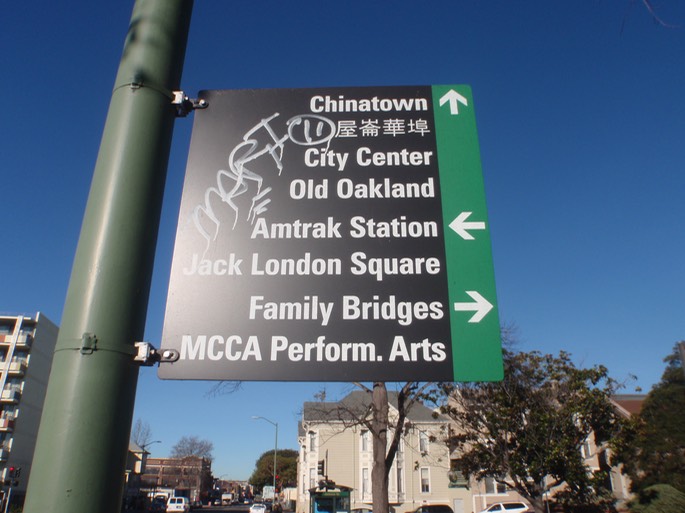 Chinatown
屋崙華埠
City Center
Old Oakland
Amtrak Station
Jack London Square
Family Bridges
MCCA Perform. Arts